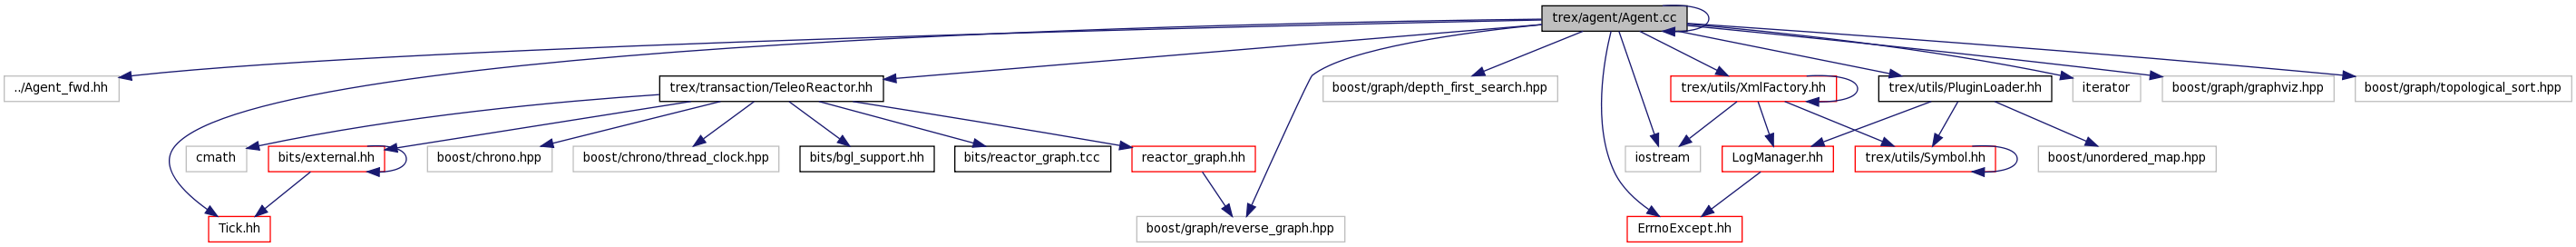 trex/agent/Agent.cc
../Agent_fwd.hh
trex/transaction/TeleoReactor.hh
boost/graph/depth_first_search.hpp
trex/utils/XmlFactory.hh
trex/utils/PluginLoader.hh
iterator
boost/graph/graphviz.hpp
boost/graph/topological_sort.hpp
cmath
bits/external.hh
boost/chrono.hpp
boost/chrono/thread_clock.hpp
bits/bgl_support.hh
bits/reactor_graph.tcc
reactor_graph.hh
iostream
LogManager.hh
trex/utils/Symbol.hh
boost/unordered_map.hpp
Tick.hh
boost/graph/reverse_graph.hpp
ErrnoExcept.hh